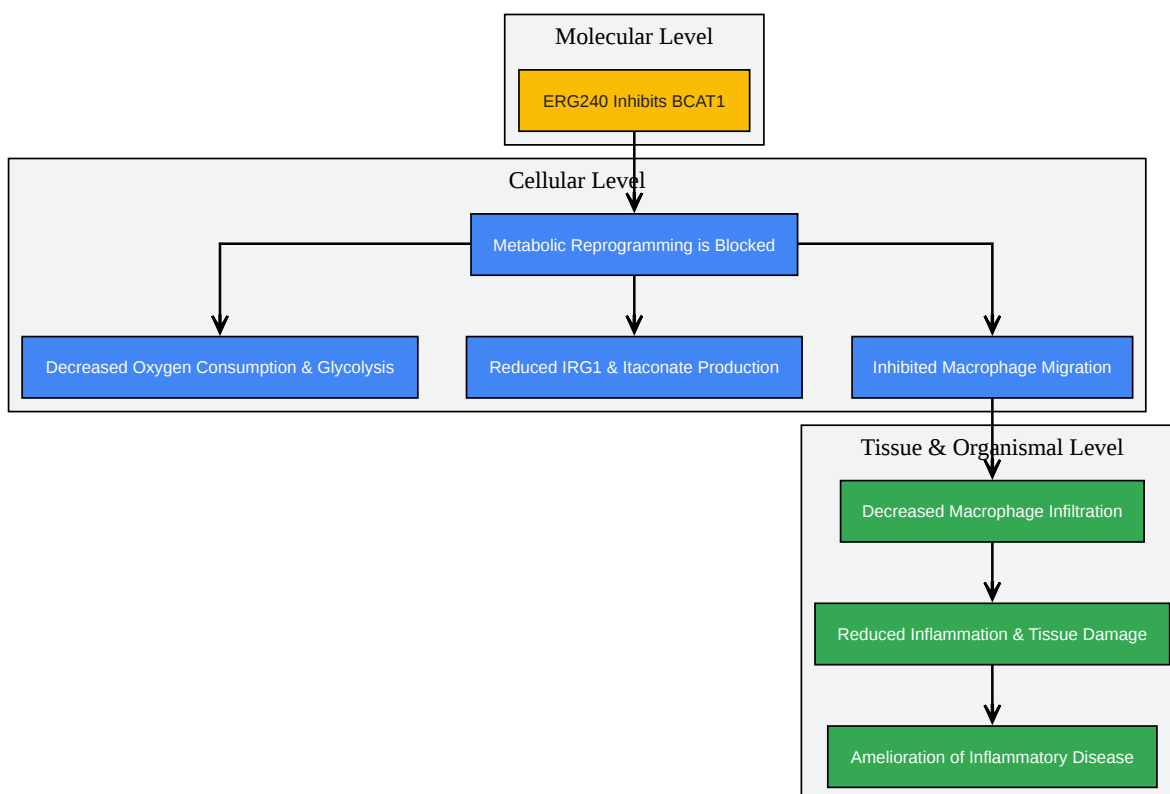 Molecular Level
ERG240 Inhibits BCAT1
Cellular Level
Metabolic Reprogramming is Blocked
Decreased Oxygen Consumption & Glycolysis
Reduced IRG1 & Itaconate Production
Inhibited Macrophage Migration
Tissue & Organismal Level
Decreased Macrophage Infiltration
Reduced Inflammation & Tissue Damage
Amelioration of Inflammatory Disease